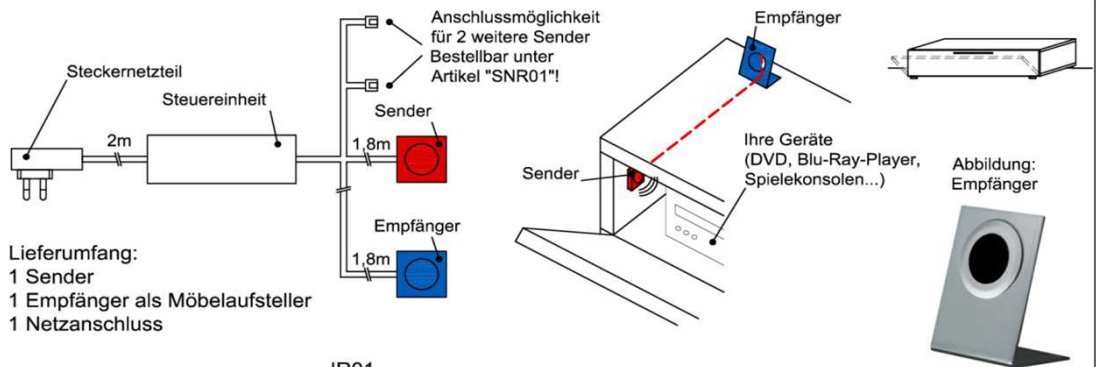 Anschlussmöglichkeit
für 2 weitere Sender
Bestellbar unter
Artikel "SNR01"!
Steckernetzteil
Steuereinheit
2m
Sender
1,8m
Empfänger
1,8m
Lieferumfang:
1 Sender
1 Empfänger als Möbelaufsteller
1 Netzanschluss
Empfänger
Sender
Ihre Geräte
(DVD, Blu-Ray-Player,
Spielekonsolen...)
Abbildung:
Empfänger